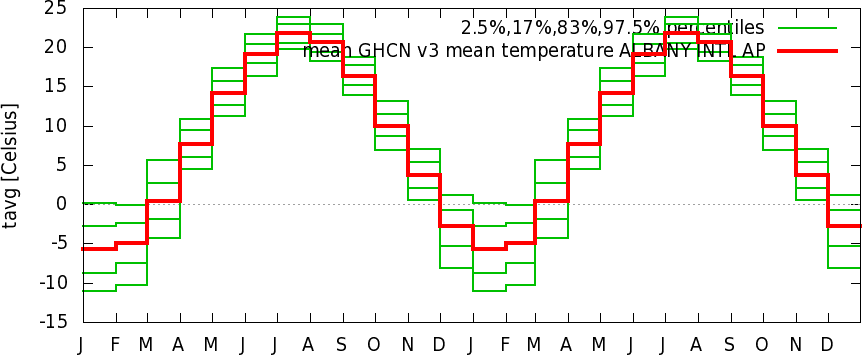 25
2.5%,17%,83%,97.5% percentiles
20
mean GHCN v3 mean temperature ALBANY INTL AP
15
10
5
0
-5
-10
-15
tavg [Celsius]
J F M A M J J A S O N D J F M A M J J A S O N D